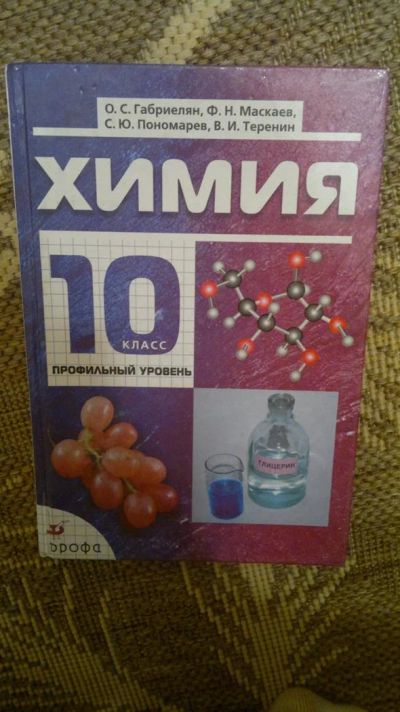 О. С. Габриелян, Ф. Н. Маскаев,
С. Ю. Пономарев, В. И. Теренин
ХИМИЯ
10
КЛАСС
ПРОФИЛЬНЫЙ УРОВЕНЬ
ГЛИЦЕРИН
дрофа